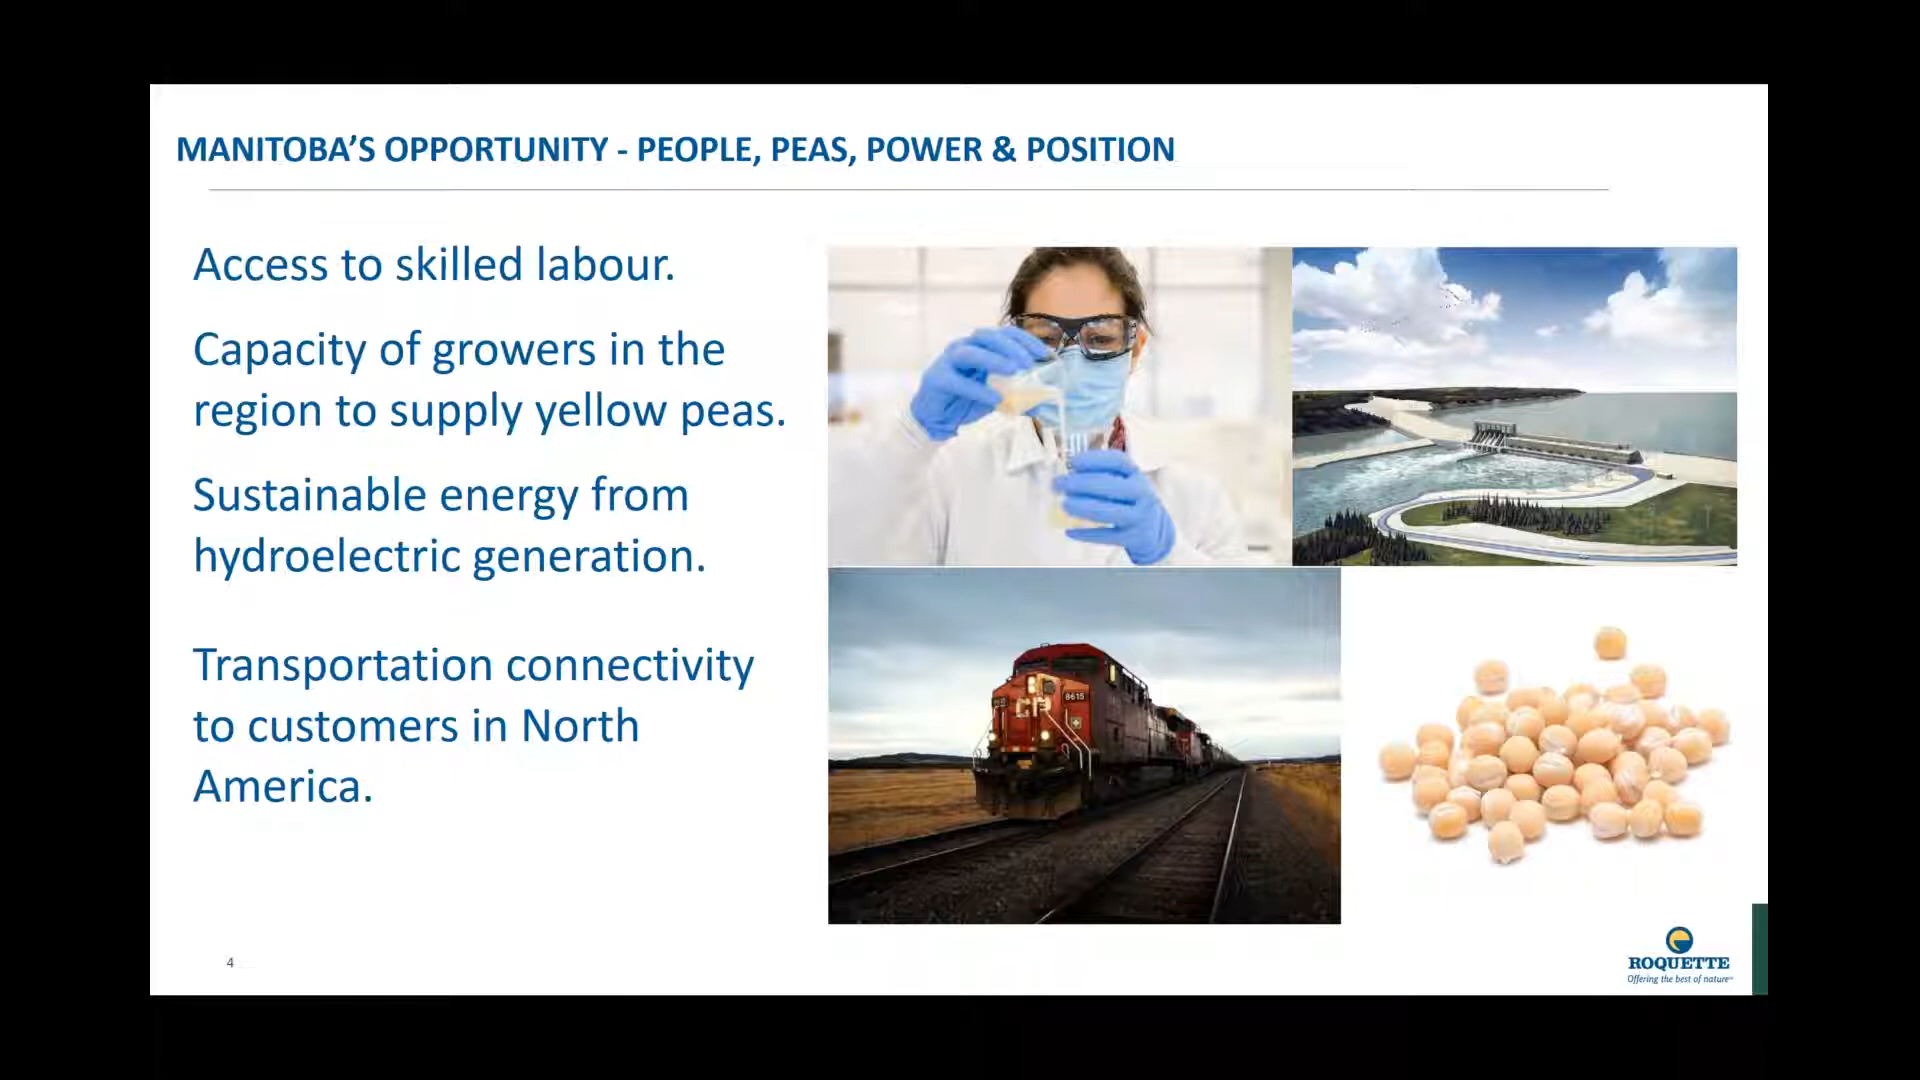 MANITOBA’S OPPORTUNITY - PEOPLE, PEAS, POWER & POSITION
Access to skilled labour.
Capacity of growers in the
region to supply yellow peas.
Sustainable energy from
hydroelectric generation.
Transportation connectivity
to customers in North
America.
8615
CP
4
ROQUETTE
Offering the best of nature